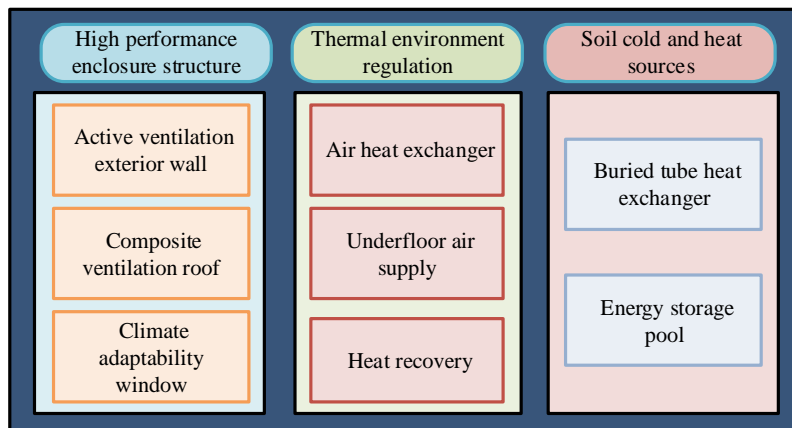 High performance
enclosure structure
Active ventilation
exterior wall
Composite
ventilation roof
Climate
adaptability
window
Thermal environment
regulation
Air heat exchanger
Underfloor air
supply
Heat recovery
Soil cold and heat
sources
Buried tube heat
exchanger
Energy storage
pool